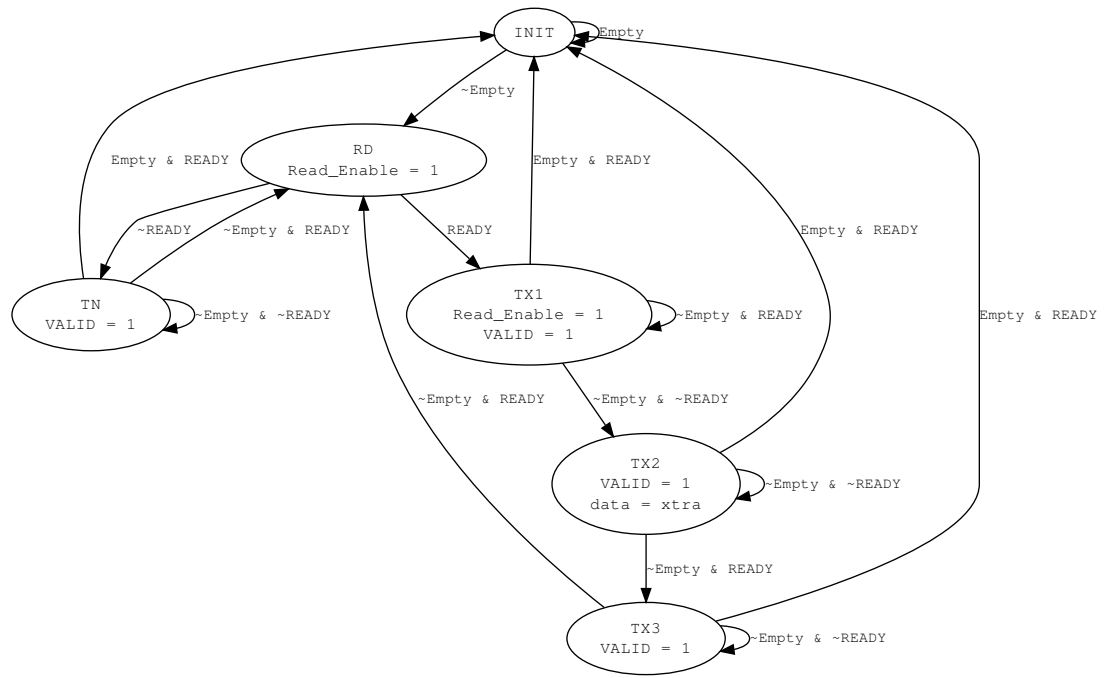 INIT
Empty
~Empty
RD
Read_Enable = 1
Empty & READY
Empty & READY
~READY
~Empty & READY
READY
Empty & READY
TN
VALID = 1
~Empty & ~READY
TX1
Read_Enable = 1
VALID = 1
~Empty & READY
Empty & READY
~Empty & READY
~Empty & ~READY
TX2
VALID = 1
data = xtra
~Empty & ~READY
~Empty & READY
TX3
VALID = 1
~Empty & ~READY